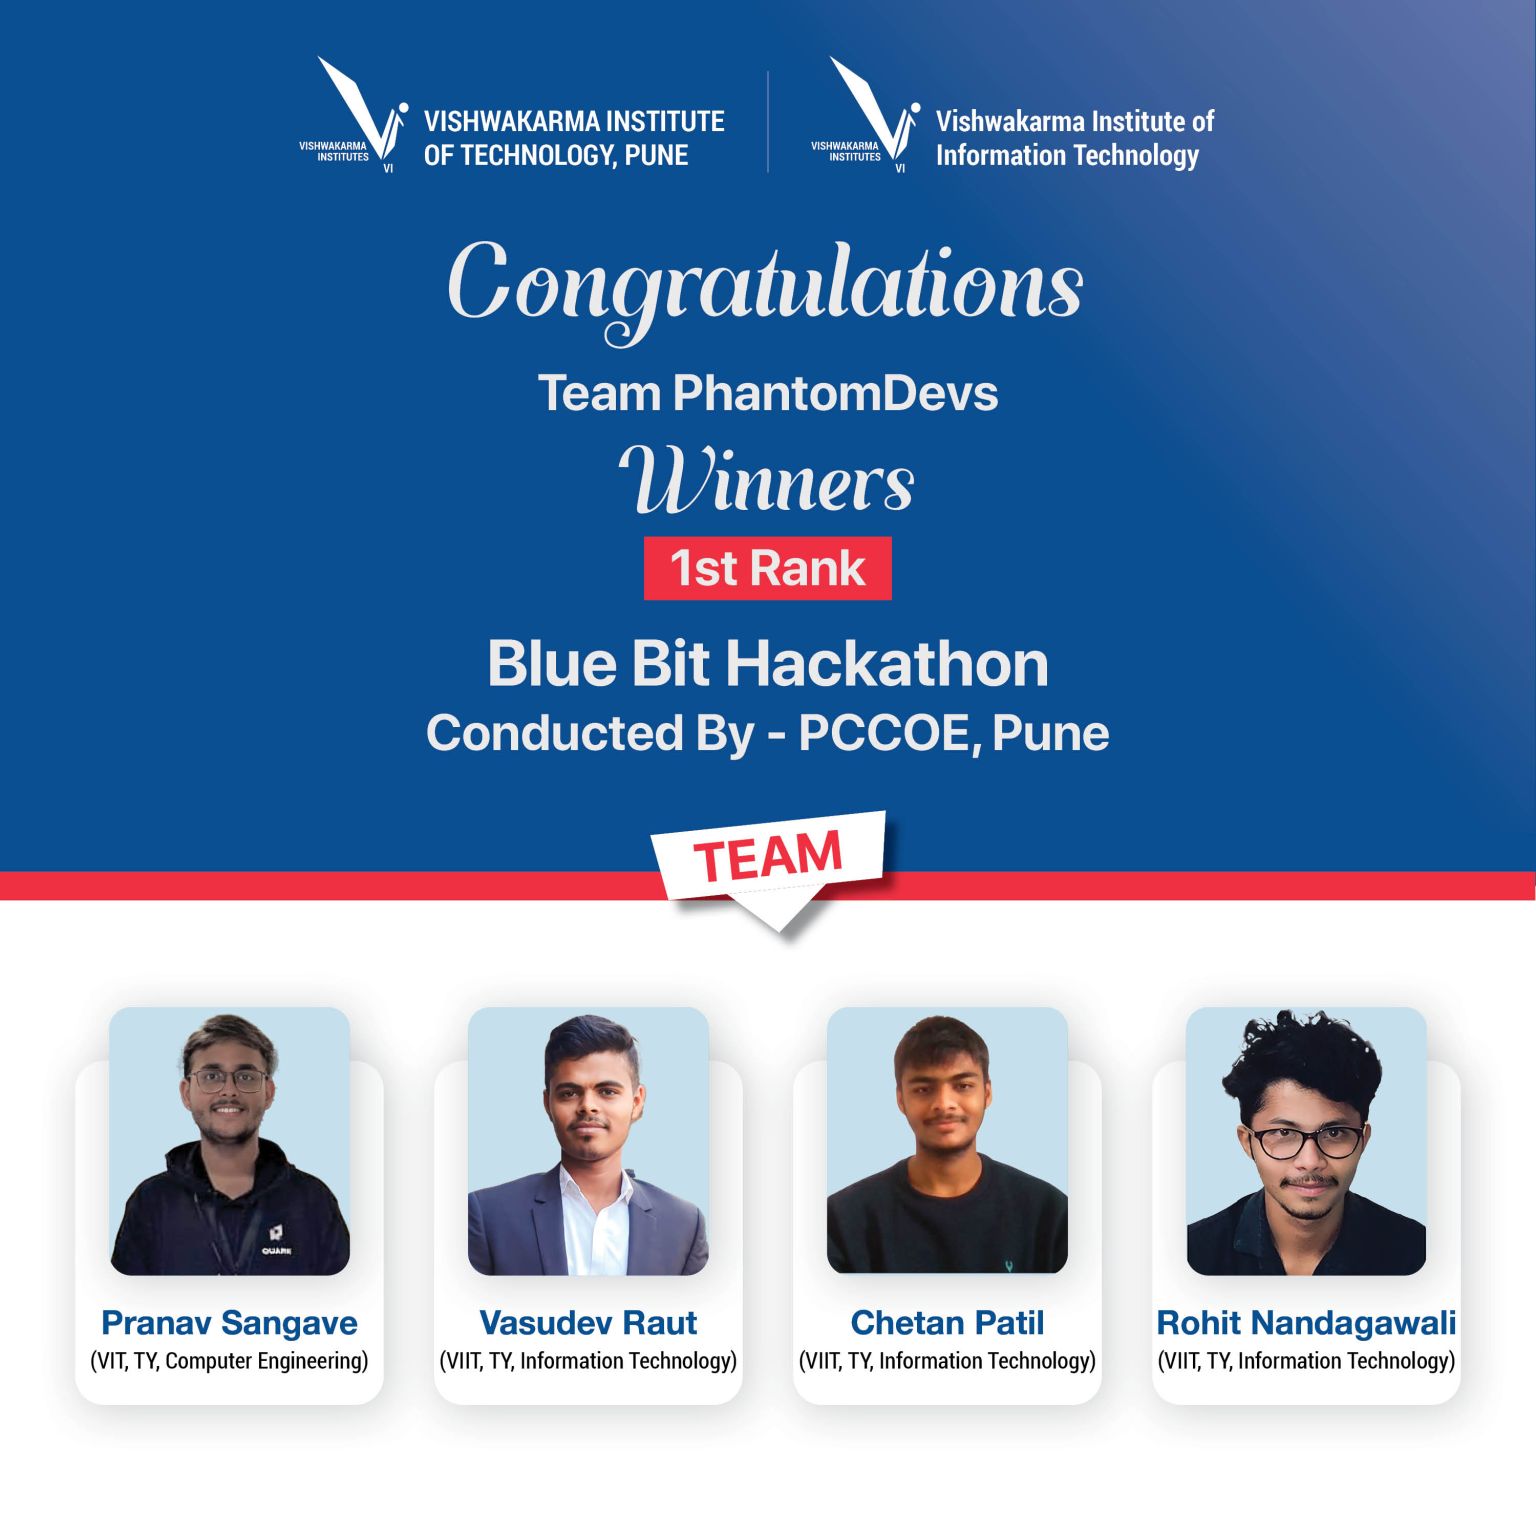 VISHWAKARMA
INSTITUTES
VI
VISHWAKARMA INSTITUTE
OF TECHNOLOGY, PUNE
VISHWAKARMA
INSTITUTES
VI
Vishwakarma Institute of
Information Technology
Congratulations
Team PhantomDevs
Winners
1st Rank
Blue Bit Hackathon
Conducted By - PCCOE, Pune
TEAM
Pranav Sangave
(VIT, TY, Computer Engineering)
Vasudev Raut
(VIIT, TY, Information Technology)
Chetan Patil
(VIIT, TY, Information Technology)
Rohit Nandagawali
(VIIT, TY, Information Technology)